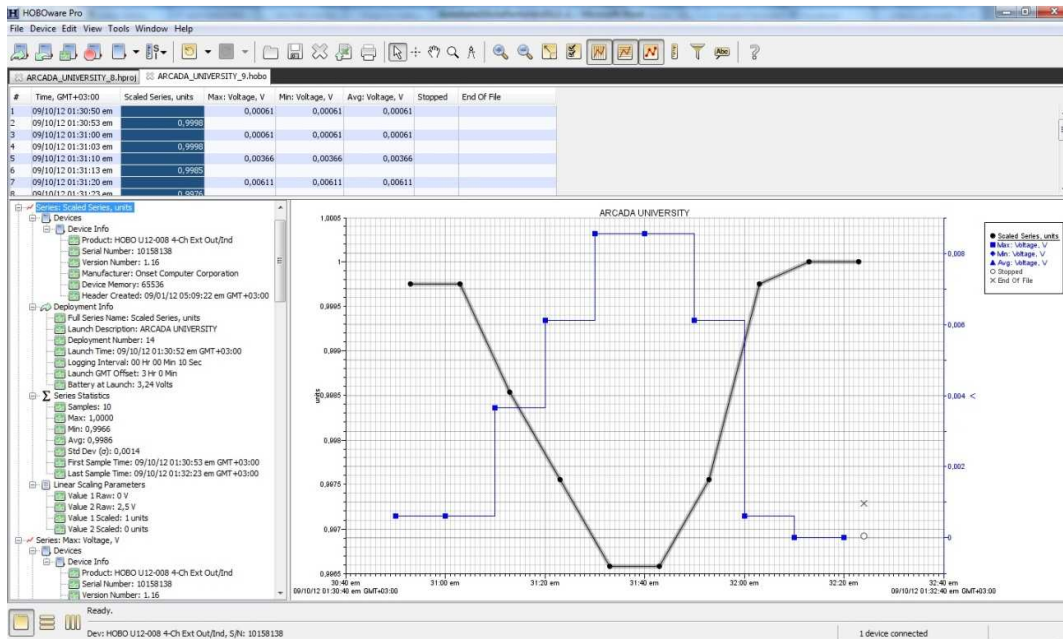 HOBOware Pro
File Device Edit View Tools Window Help
ARCADA_UNIVERSITY_8.hproj ARCADA_UNIVERSITY_9.hobo
# Time, GMT+03:00 Scaled Series, units Max: Voltage, V Min: Voltage, V Avg: Voltage, V Stopped End Of File
1 09/10/12 01:30:50 em 0,00061 0,00061 0,00061
2 09/10/12 01:30:53 em 0,9998
3 09/10/12 01:31:00 em 0,00061 0,00061 0,00061
4 09/10/12 01:31:03 em 0,9998
5 09/10/12 01:31:10 em 0,00366 0,00366 0,00366
6 09/10/12 01:31:13 em 0,9985
7 09/10/12 01:31:20 em 0,00611 0,00611 0,00611
8 09/10/12 01:31:23 em 0,9976
Series: Scaled Series, units
Devices
Device Info
Product: HOBO U12-008 4-Ch Ext Out/Ind
Serial Number: 10158138
Version Number: 1.16
Manufacturer: Onset Computer Corporation
Device Memory: 65536
Header Created: 09/01/12 05:09:22 em GMT+03:00
Deployment Info
Full Series Name: Scaled Series, units
Launch Description: ARCADA UNIVERSITY
Deployment Number: 14
Launch Time: 09/10/12 01:30:52 em GMT+03:00
Logging Interval: 00 Hr 00 Min 10 Sec
Launch GMT Offset: 3 Hr 0 Min
Battery at Launch: 3,24 Volts
Σ Series Statistics
Samples: 10
Max: 1,0000
Min: 0,9966
Avg: 0,9986
Std Dev (σ): 0,0014
First Sample Time: 09/10/12 01:30:53 em GMT+03:00
Last Sample Time: 09/10/12 01:32:23 em GMT+03:00
Linear Scaling Parameters
Value 1 Raw: 0 V
Value 2 Raw: 2,5 V
Value 1 Scaled: 1 units
Value 2 Scaled: 0 units
Series: Max: Voltage, V
Devices
Device Info
Product: HOBO U12-008 4-Ch Ext Out/Ind
Serial Number: 10158138
Version Number: 1.16
ARCADA UNIVERSITY
1,0005
1
0,9995
0,999
0,9985
0,998
0,9975
0,997
0,9965
units
0,008
0,006
0,004
0,002
0
V
30:40 em 31:00 em 31:20 em 31:40 em 32:00 em 32:20 em 32:40 em
09/10/12 01:30:40 em GMT+03:00 09/10/12 01:32:40 em GMT+03:00
Scaled Series, units
Max: Voltage, V
Min: Voltage, V
Avg: Voltage, V
Stopped
End Of File
Ready.
Dev: HOBO U12-008 4-Ch Ext Out/Ind, S/N: 10158138 1 device connected